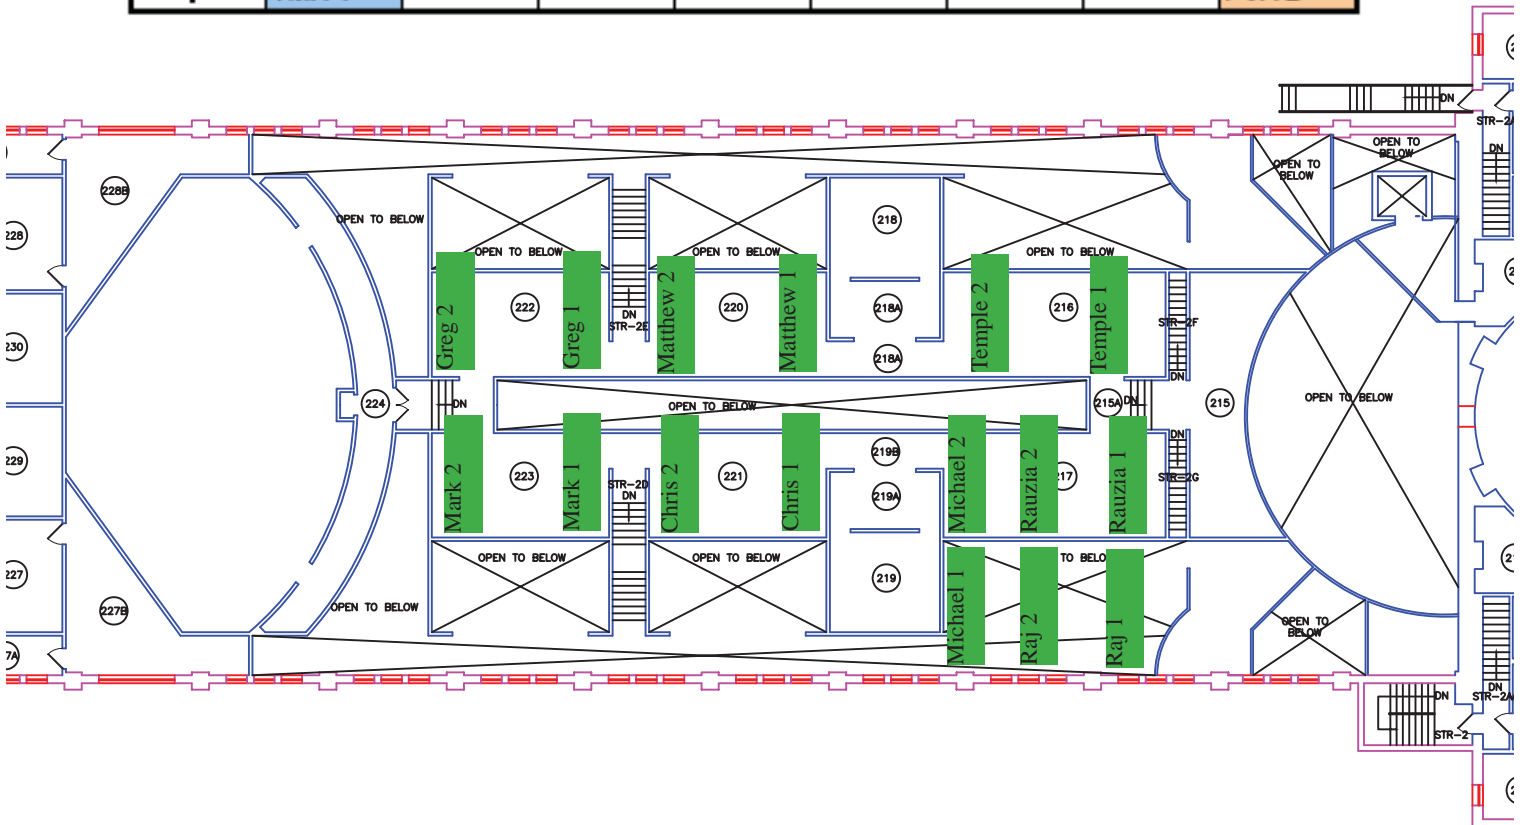 DN
STR-2A
DN
OPEN TO
BELOW
OPEN TO
BELOW
228B
218
OPEN TO BELOW
228
OPEN TO BELOW
OPEN TO BELOW
OPEN TO BELOW
Greg 2
222
Greg 1
DN
STR-2E
Matthew 2
220
Matthew 1
218A
Temple 2
216
Temple 1
STR-2F
230
218A
DN
224
DN
OPEN TO BELOW
215A
DN
215
OPEN TO BELOW
229
Mark 2
223
Mark 1
STR-2D
DN
Chris 2
221
Chris 1
219B
219A
Michael 2
Rauzia 2
217
Rauzia 1
DN
STR-2G
OPEN TO BELOW
OPEN TO BELOW
TO BELO
227
219
227B
OPEN TO BELOW
Michael 1
Raj 2
Raj 1
OPEN TO
BELOW
7A
DN
DN
STR-2A
STR-2